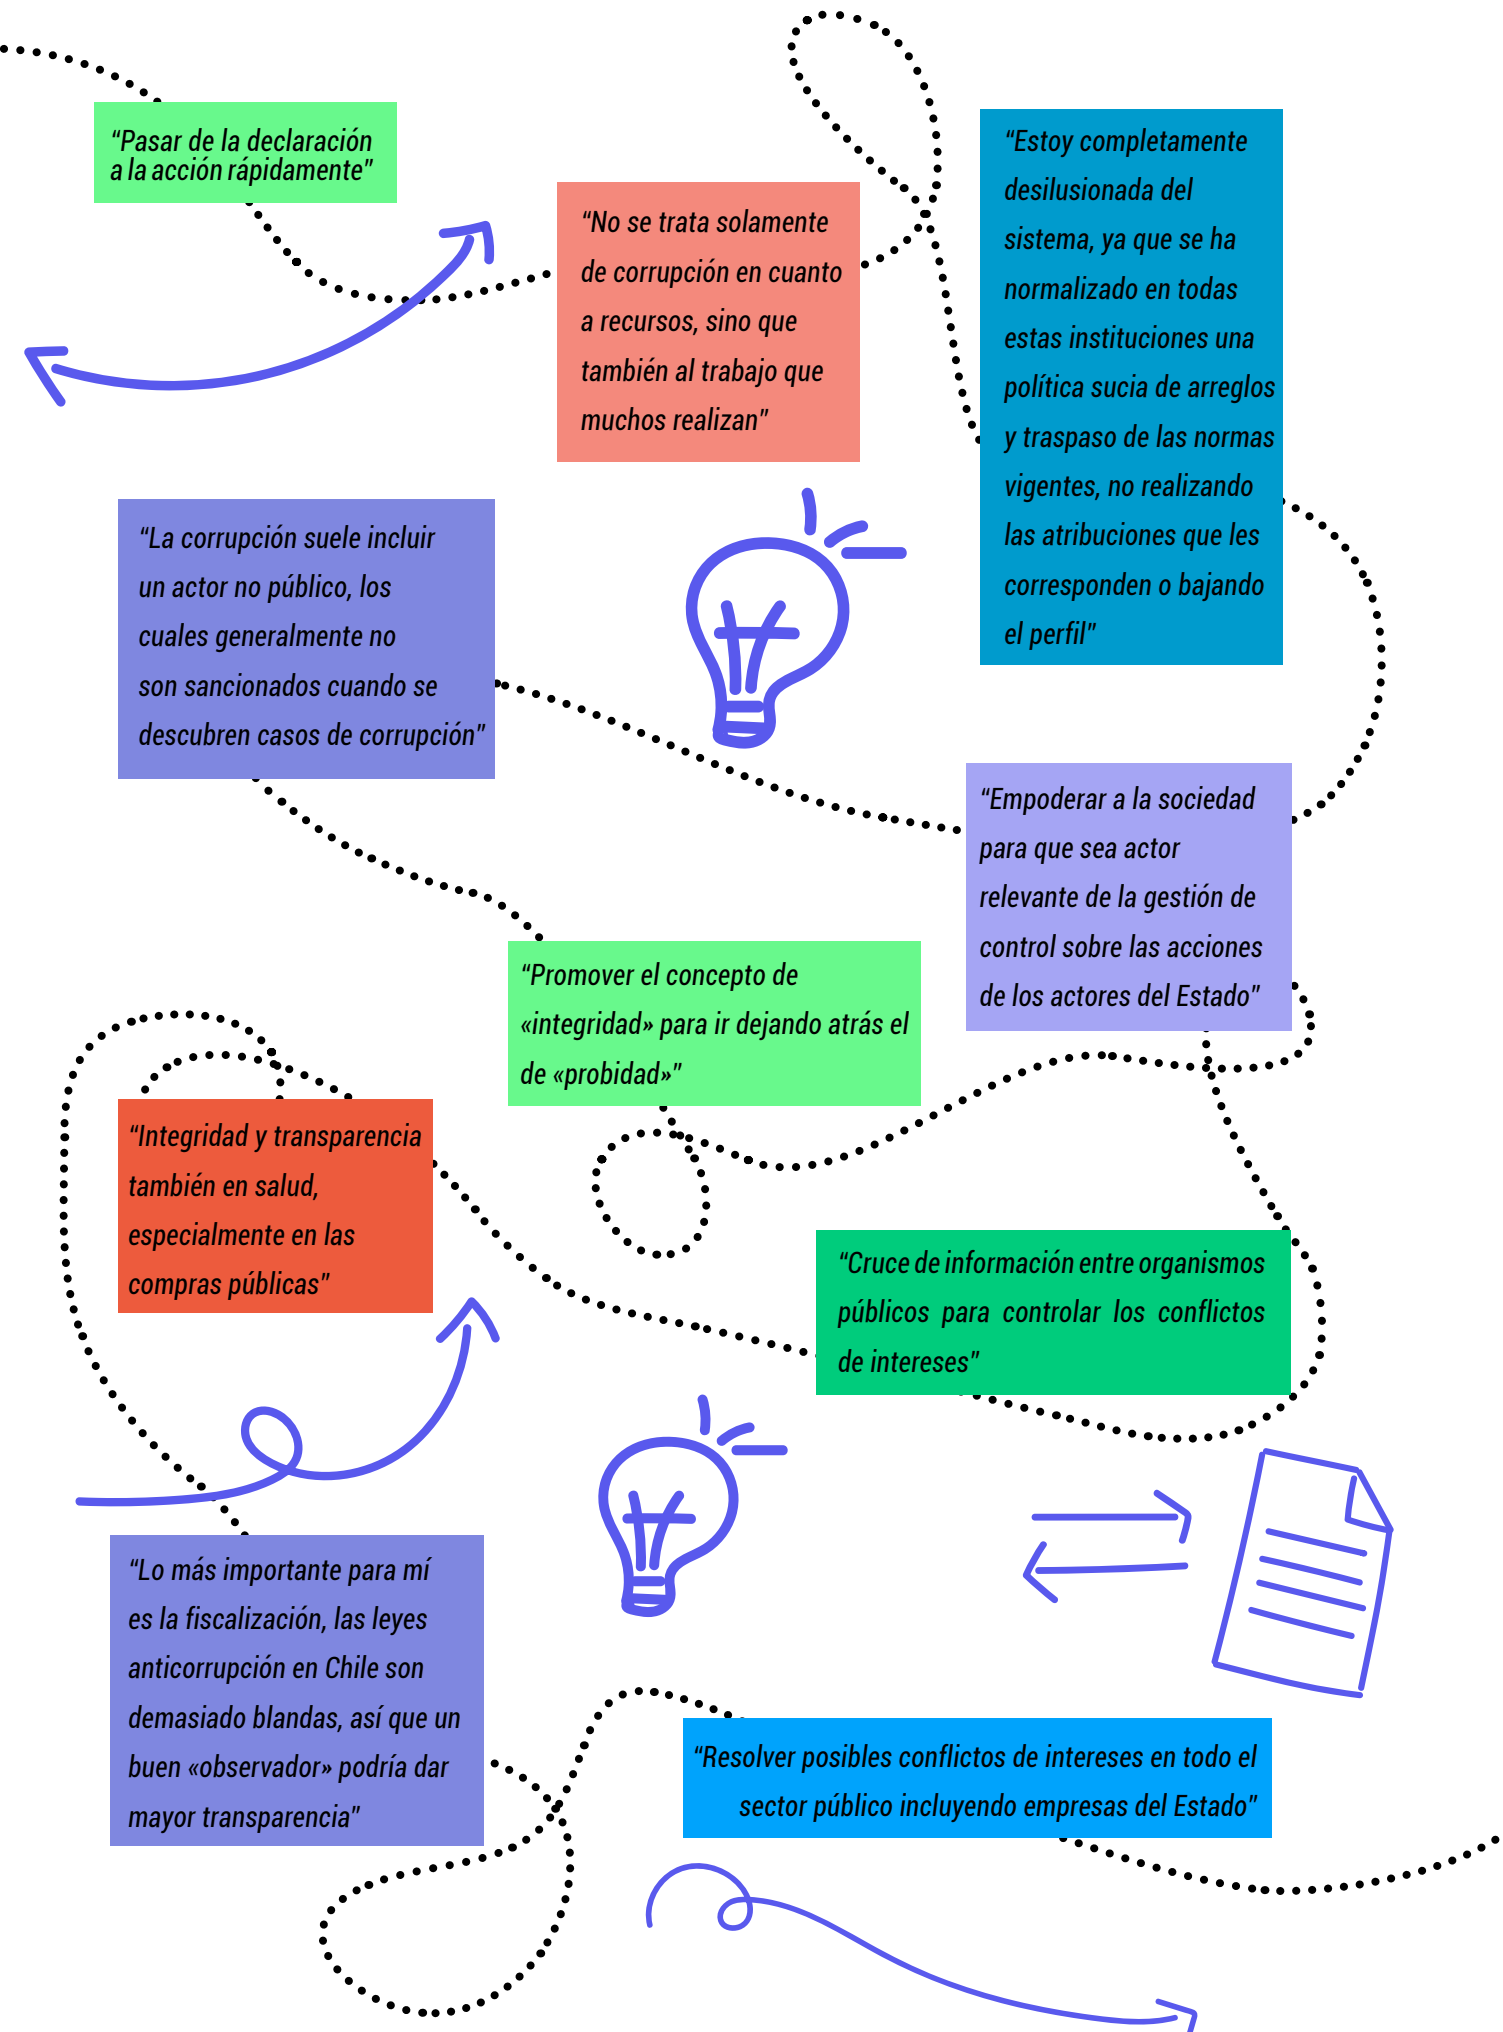 “Pasar de la declaración
a la acción rápidamente”
“No se trata solamente
de corrupción en cuanto
a recursos, sino que
también al trabajo que
muchos realizan”
“Estoy completamente
desilusionada del
sistema, ya que se ha
normalizado en todas
estas instituciones una
política sucia de arreglos
y traspaso de las normas
vigentes, no realizando
las atribuciones que les
corresponden o bajando
el perfil”
“La corrupción suele incluir
un actor no público, los
cuales generalmente no
son sancionados cuando se
descubren casos de corrupción”
“Empoderar a la sociedad
para que sea actor
relevante de la gestión de
control sobre las acciones
de los actores del Estado”
“Promover el concepto de
«integridad» para ir dejando atrás el
de «probidad»”
“Integridad y transparencia
también en salud,
especialmente en las
compras públicas”
“Cruce de información entre organismos
públicos para controlar los conflictos
de intereses”
“Lo más importante para mí
es la fiscalización, las leyes
anticorrupción en Chile son
demasiado blandas, así que un
buen «observador» podría dar
mayor transparencia”
“Resolver posibles conflictos de intereses en todo el
sector público incluyendo empresas del Estado”